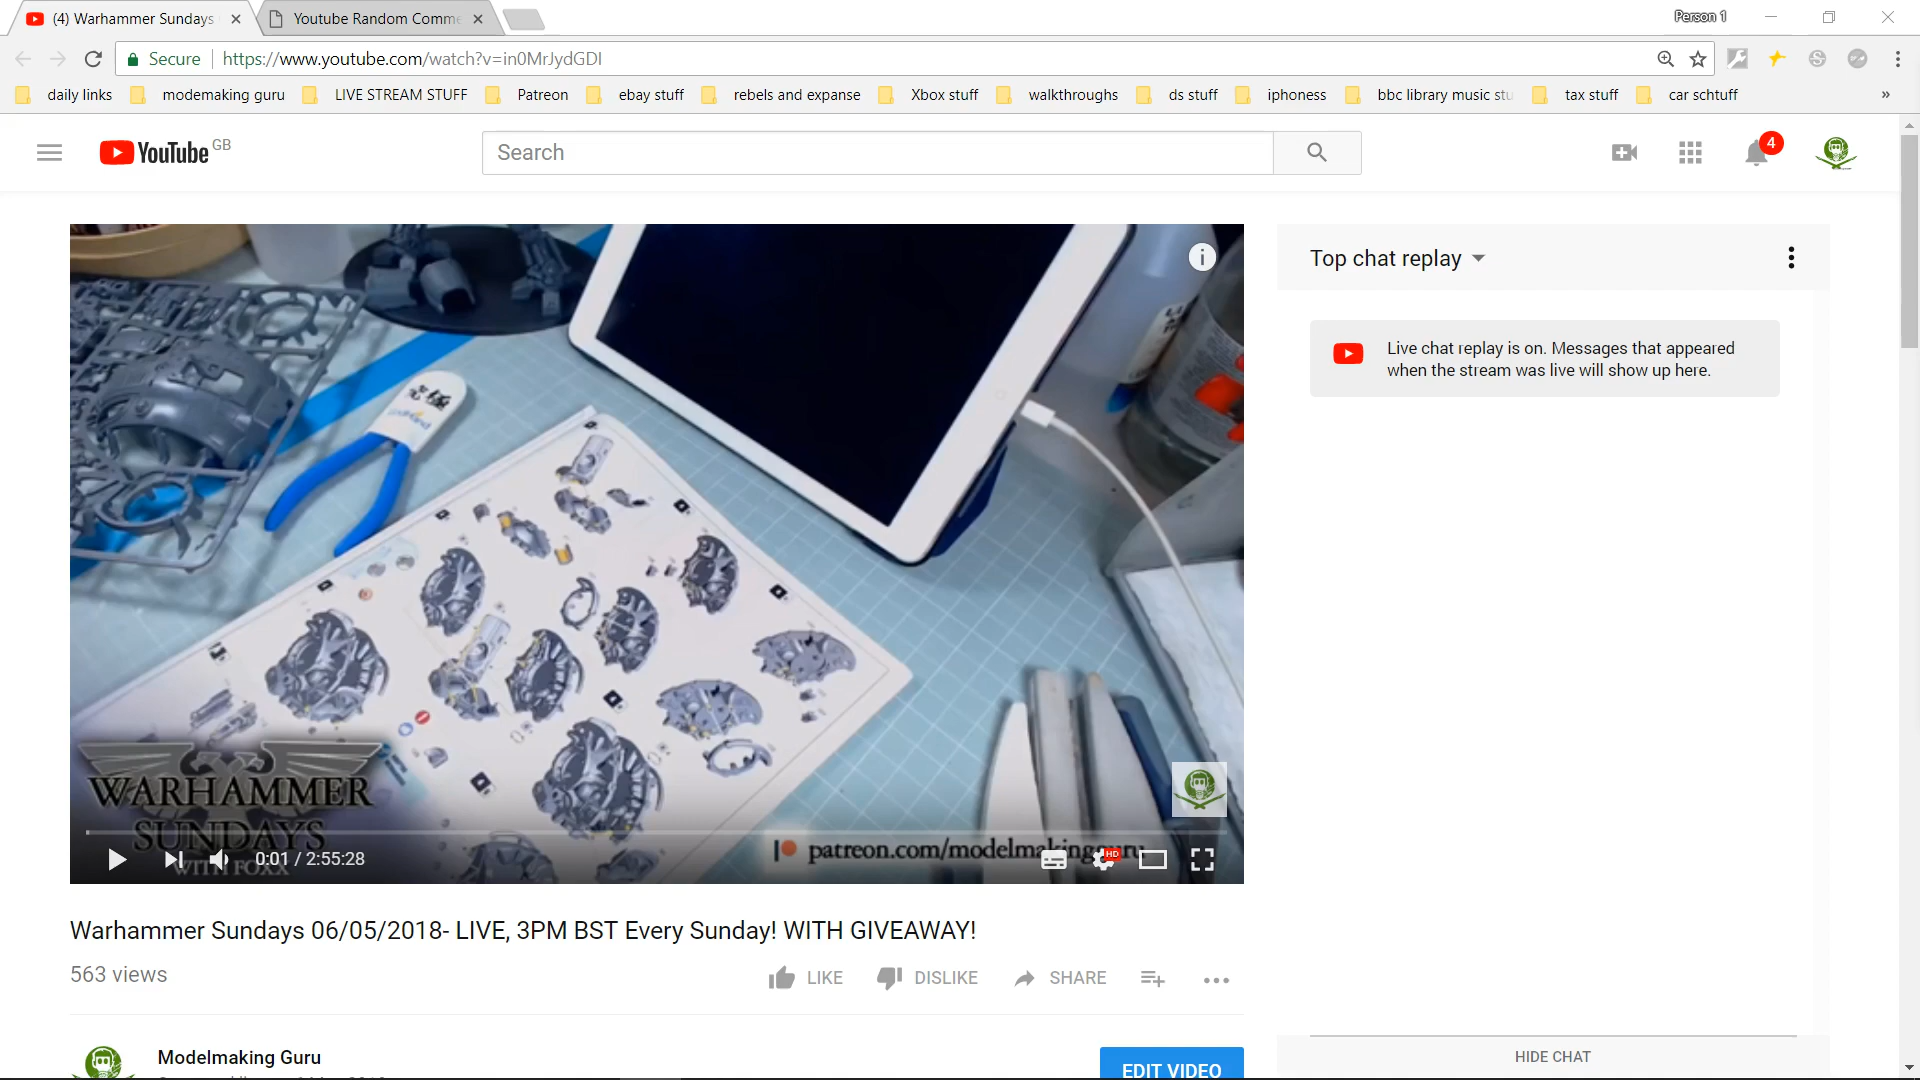 (4) Warhammer Sundays
Youtube Random Comme
Person 1
Secure
https://www.youtube.com/watch?v=in0MrJydGDI
daily links
modemaking guru
LIVE STREAM STUFF
Patreon
ebay stuff
rebels and expanse
Xbox stuff
walkthroughs
ds stuff
iphoness
bbc library music stu
tax stuff
car schtuff
»
YouTube GB
Search
4
Top chat replay
Live chat replay is on. Messages that appeared
when the stream was live will show up here.
WARHAMMER
SUNDAYS
WITH FOXX
patreon.com/modelmakingguru
0:01 / 2:55:28
HD
Warhammer Sundays 06/05/2018- LIVE, 3PM BST Every Sunday! WITH GIVEAWAY!
563 views
LIKE
DISLIKE
SHARE
Modelmaking Guru
EDIT VIDEO
HIDE CHAT